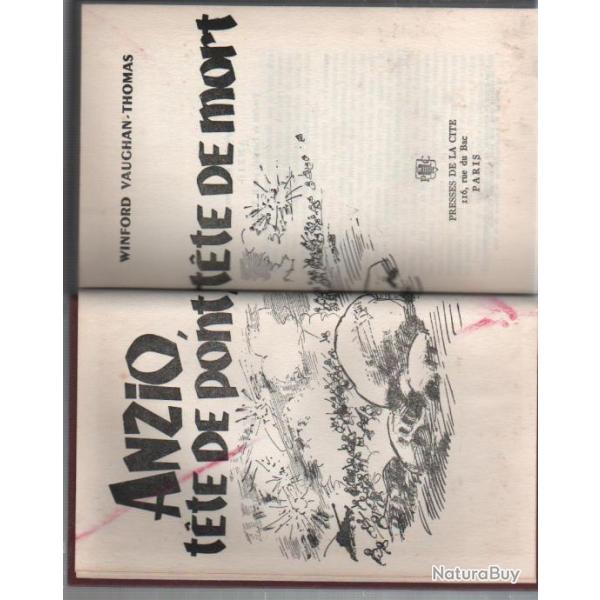 WINFORD VAUGHAN-THOMAS
ANZIO,
tête DE PONT, tête DE mort
P C
PRESSES DE LA CITE
116, rue du Bac
PARIS
NaturaBuy